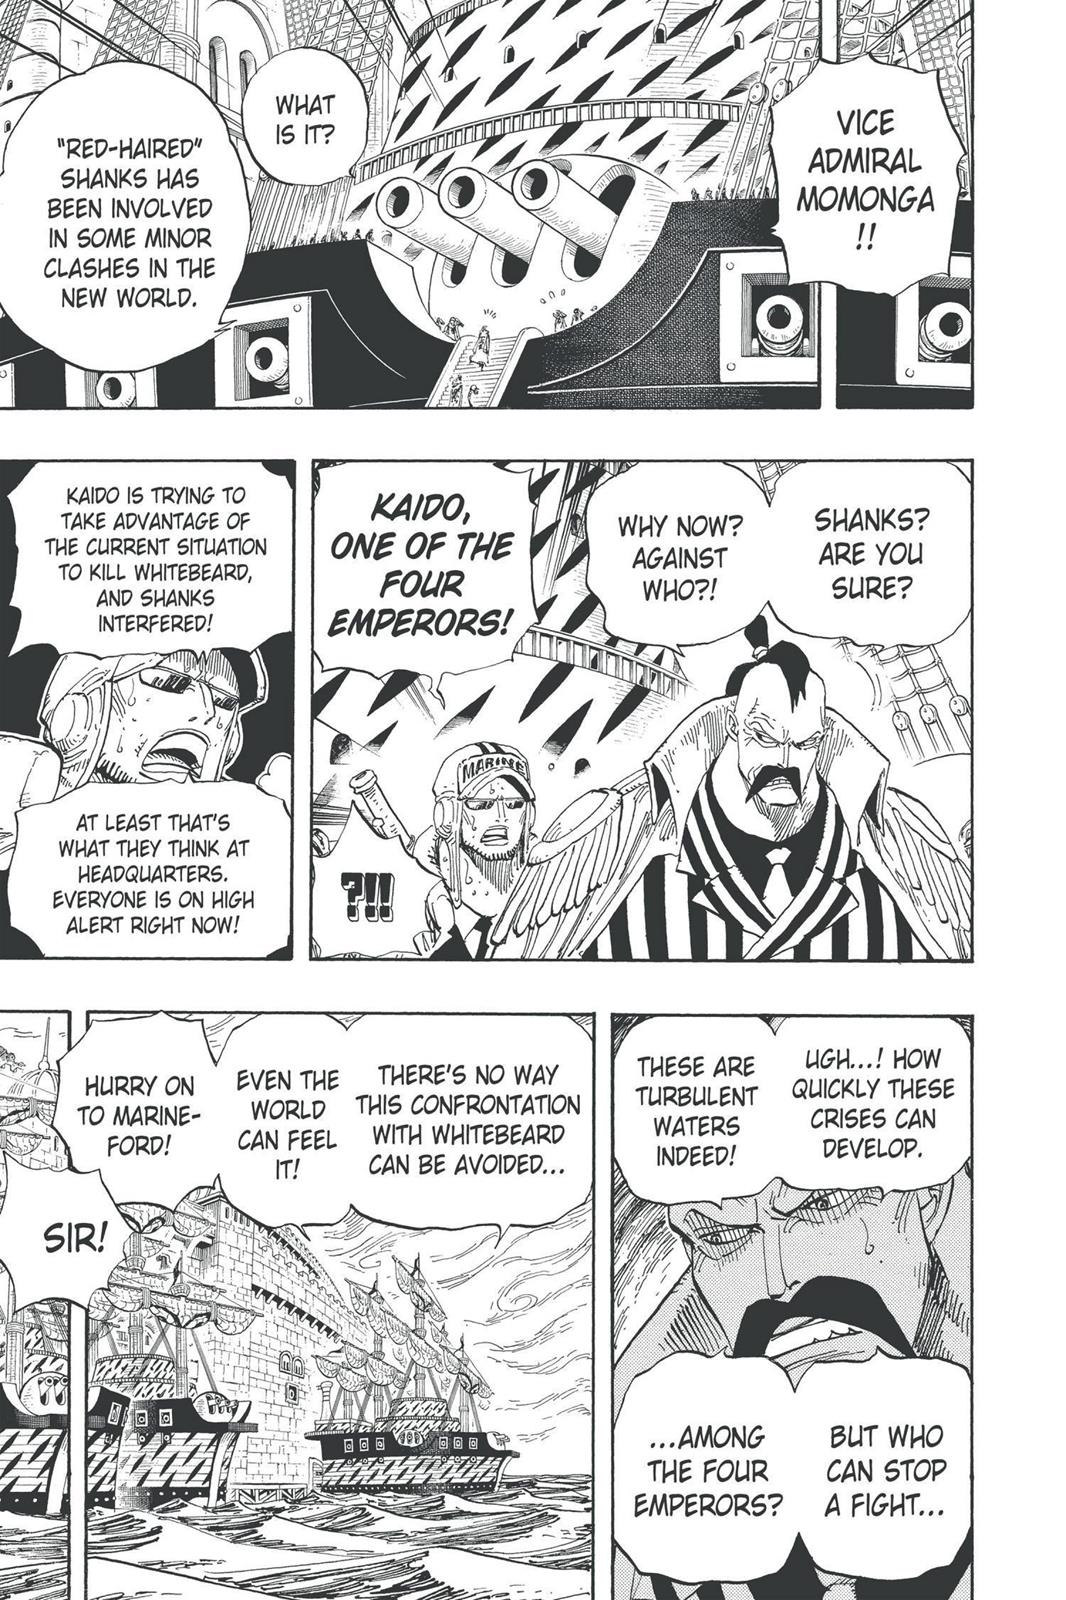 VICE
ADMIRAL
MOMONGA
!!
WHAT
IS IT?
"RED-HAIRED"
SHANKS HAS
BEEN INVOLVED
IN SOME MINOR
CLASHES IN THE
NEW WORLD.
SHANKS?
ARE YOU
SURE?
WHY NOW?
AGAINST
WHO?!
KAIDO,
ONE OF THE
FOUR
EMPERORS!
MARINE
?!!
KAIDO IS TRYING TO
TAKE ADVANTAGE OF
THE CURRENT SITUATION
TO KILL WHITEBEARD,
AND SHANKS
INTERFERED!
AT LEAST THAT'S
WHAT THEY THINK AT
HEADQUARTERS.
EVERYONE IS ON HIGH
ALERT RIGHT NOW!
UGH...! HOW
QUICKLY THESE
CRISES CAN
DEVELOP.
THESE ARE
TURBULENT
WATERS
INDEED!
BUT WHO
CAN STOP
A FIGHT...
...AMONG
THE FOUR
EMPERORS?
THERE'S NO WAY
THIS CONFRONTATION
WITH WHITEBEARD
CAN BE AVOIDED...
EVEN THE
WORLD
CAN FEEL
IT!
HURRY ON
TO MARINE-
FORD!
SIR!